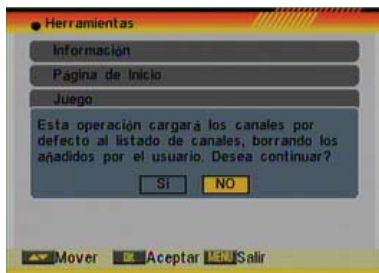 Herramientas
Información
Página de Inicio
Juego
Esta operación cargará los canales por
defecto al listado de canales, borrando los
añadidos por el usuario. Desea continuar?
SI NO
Mover OK Aceptar MENU Salir